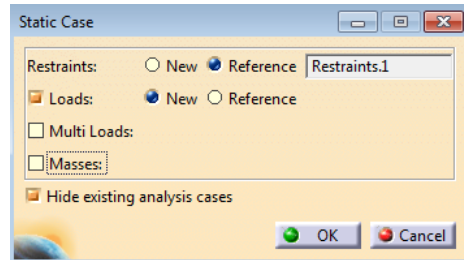 Static Case
Restraints: New Reference Restraints.1
Loads: New Reference
Multi Loads:
Masses:
Hide existing analysis cases
OK Cancel